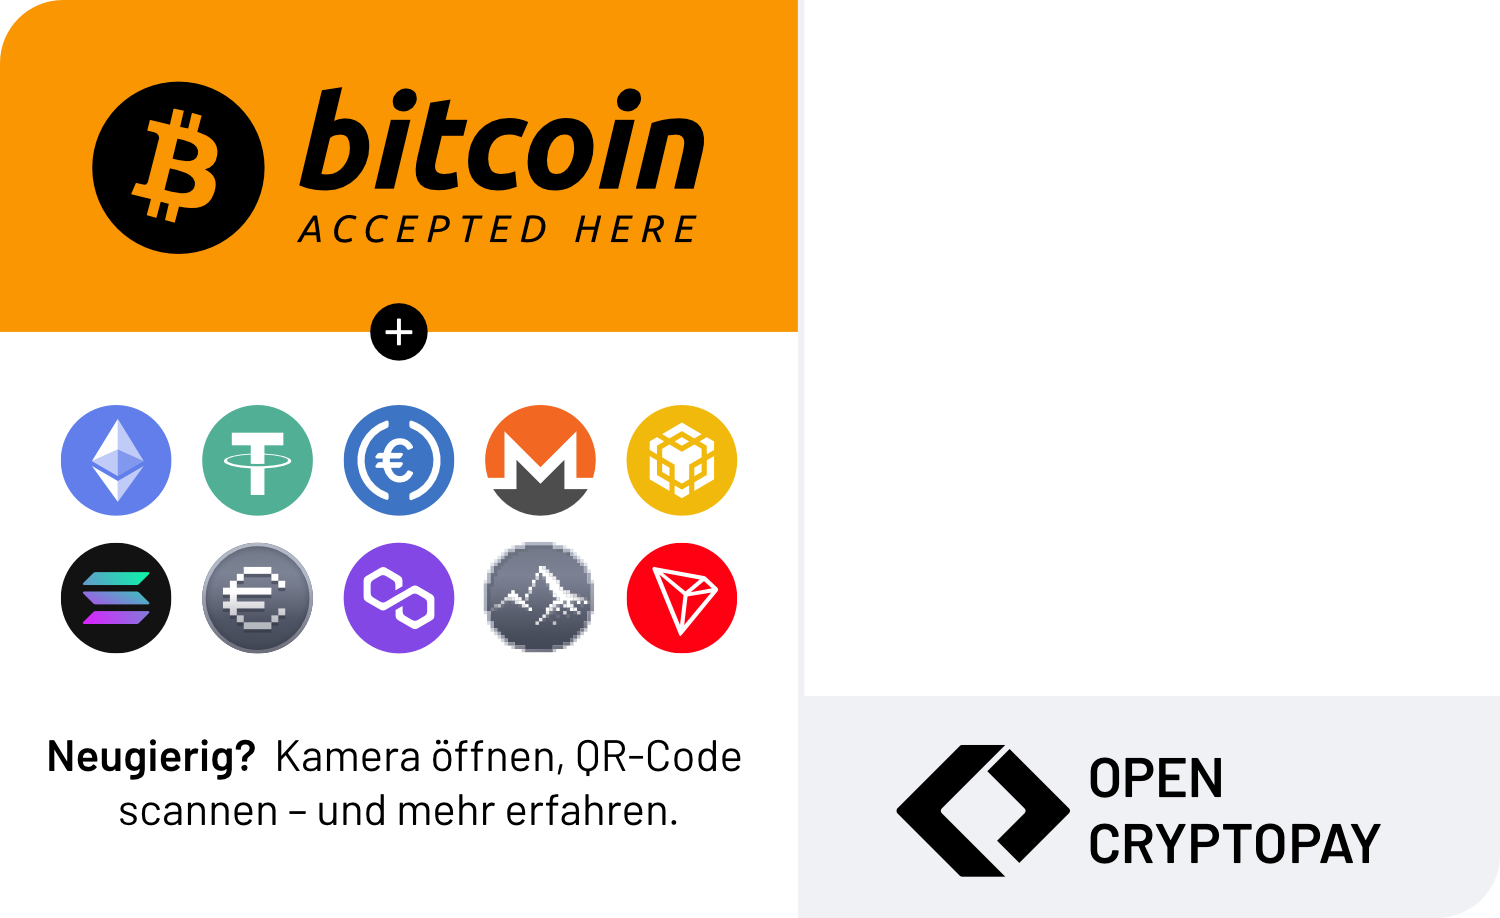 bitcoin
ACCEPTED HERE
Neugierig? Kamera öffnen, QR-Code
scannen – und mehr erfahren.
OPEN
CRYPTOPAY